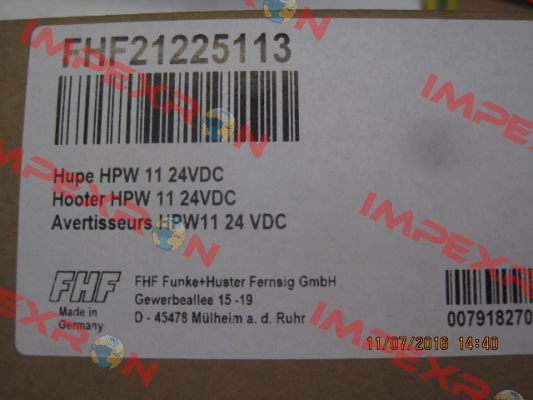 FHF21225113
Hupe HPW 11 24VDC
Hooter HPW 11 24VDC
Avertisseurs HPW11 24 VDC
FHF
Made in
Germany
FHF Funke+Huster Fernsig GmbH
Gewerbeallee 15 -19
D - 45478 Mülheim a. d. Ruhr
007918270
11/07/2016 14:40
IMPEXRON
IMPEXRON
IMPEXRON
IMPEXRON